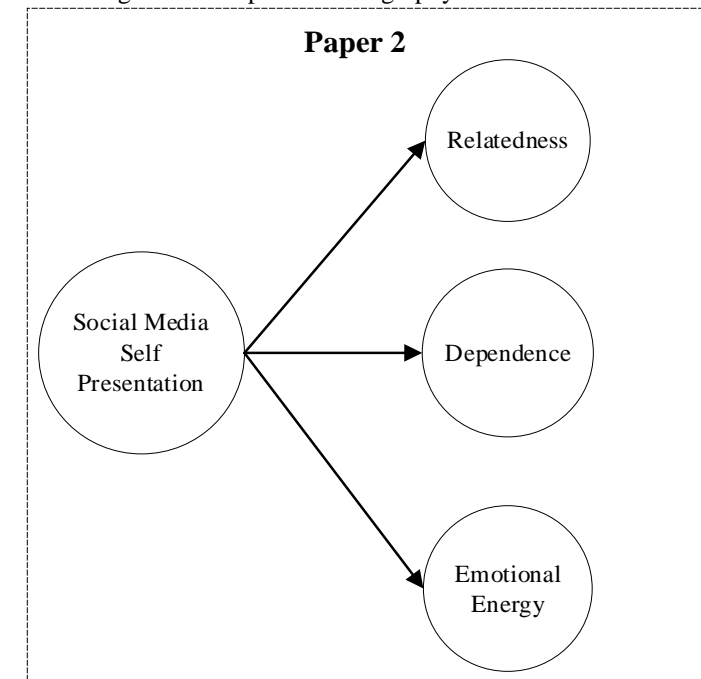 Paper 2
Relatedness
Social Media
Self
Presentation
Dependence
Emotional
Energy